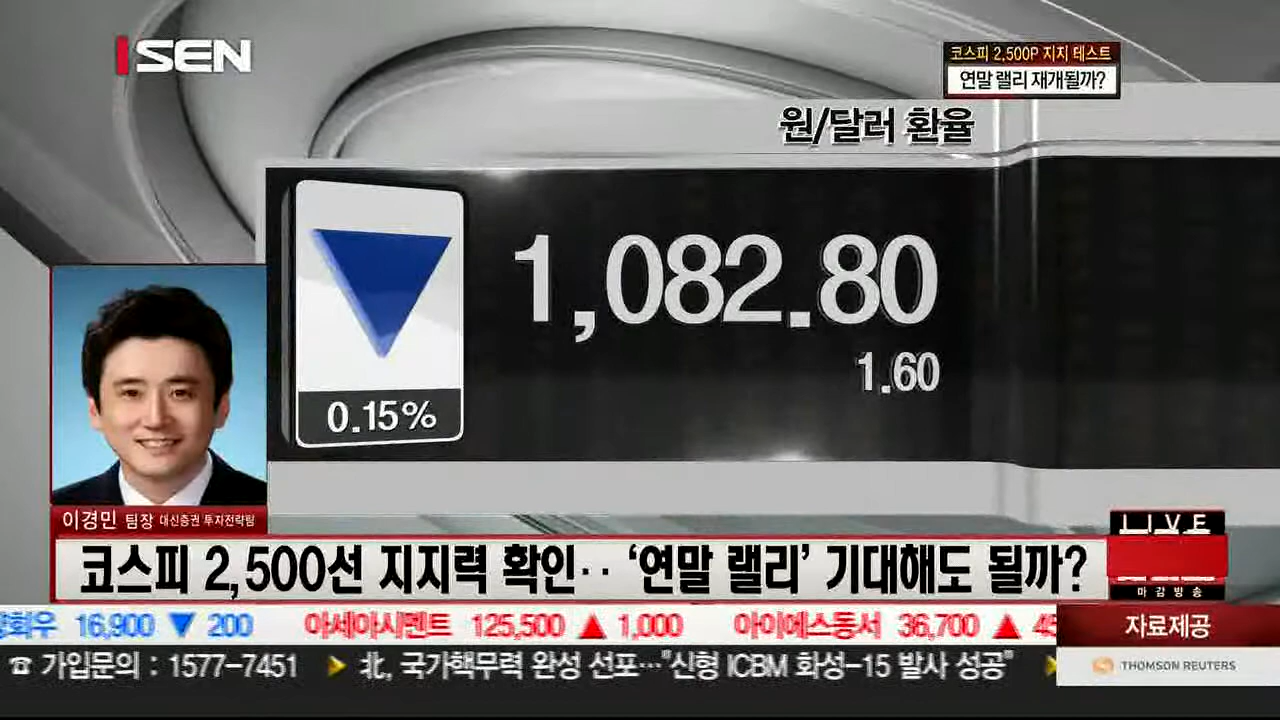 SEN
코스피 2,500P 지지 테스트
연말 랠리 재개될까?
원/달러 환율
1,082.80
1.60
0.15%
이경민 팀장 대신증권 투자전략팀
코스피 2,500선 지지력 확인‥ ‘연말 랠리’ 기대해도 될까?
LIVE
마감방송
16,900 ▼ 200 아세아시멘트 125,500 ▲ 1,000 아이에스동서 36,700 ▲ 45
자료제공
☎ 가입문의 : 1577-7451 ▶ 北, 국가핵무력 완성 선포…"신형 ICBM 화성-15 발사 성공"
THOMSON REUTERS